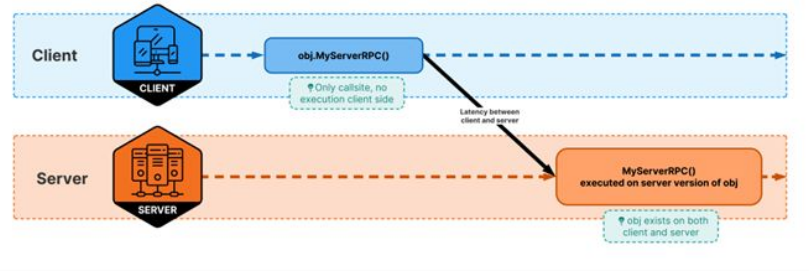 Client
CLIENT
obj.MyServerRPC()
Only callsite, no
execution client side
Latency between
client and server
Server
SERVER
MyServerRPC()
executed on server version of obj
obj exists on both
client and server